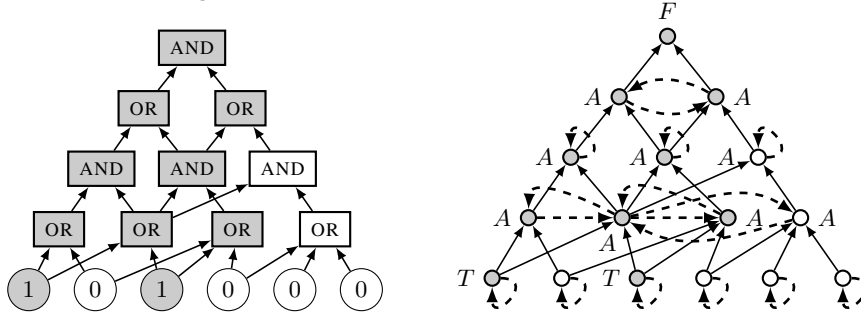 AND
OR OR
AND AND AND
OR OR OR OR
1 0 1 0 0 0
F
A A
A A A
A A A A
T T